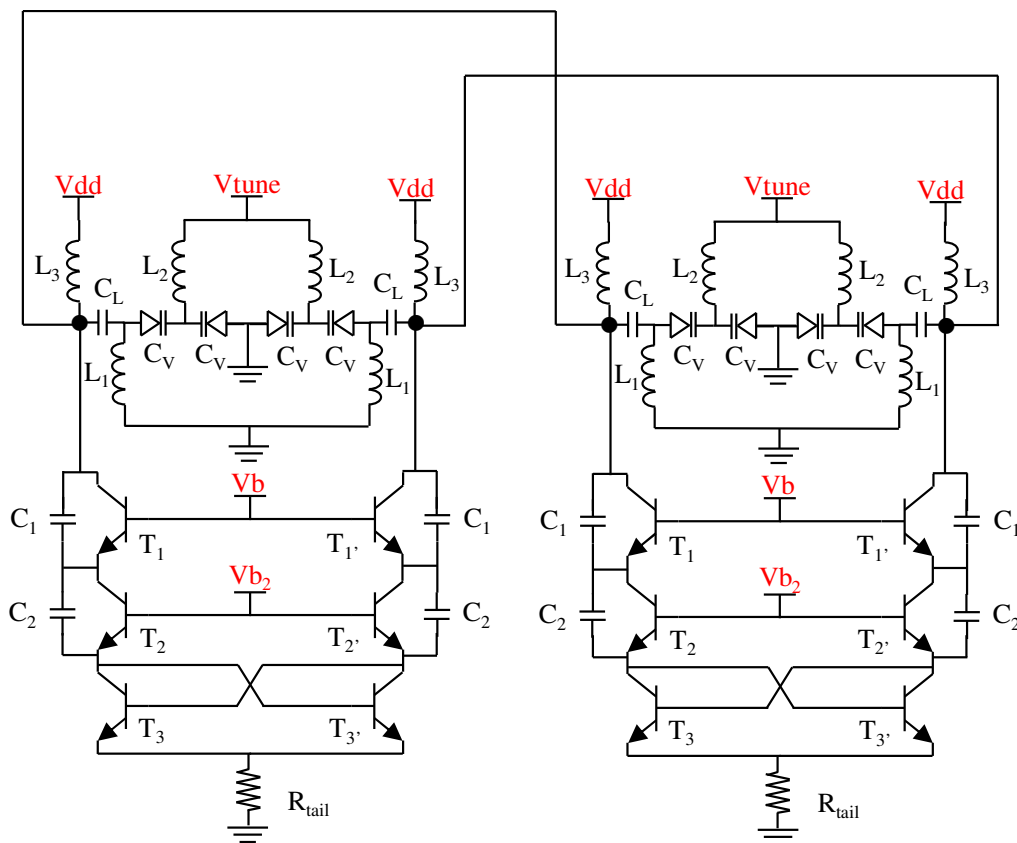 Vdd Vtune Vdd Vdd Vtune Vdd
L3 L2 L2 L3 L3 L2 L2 L3
CL CL CL CL
CV CV CV CV CV CV CV CV
L1 L1 L1 L1
Vb Vb
C1 T1 T1' C1 C1 T1 T1' C1
Vb2 Vb2
C2 T2 T2' C2 C2 T2 T2' C2
T3 T3' T3 T3'
Rtail Rtail